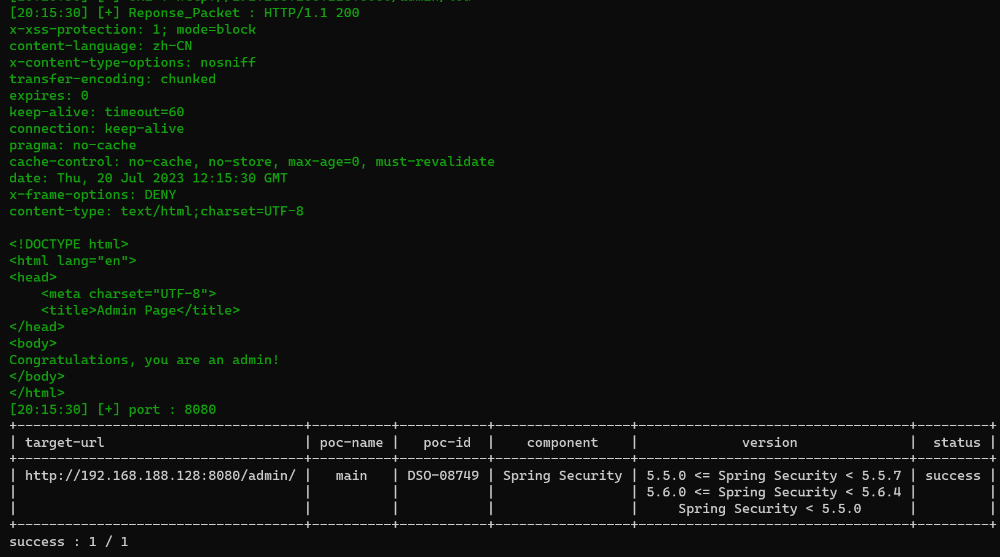 [20:15:30] [+] Reponse_Packet : HTTP/1.1 200
x-xss-protection: 1; mode=block
content-language: zh-CN
x-content-type-options: nosniff
transfer-encoding: chunked
expires: 0
keep-alive: timeout=60
connection: keep-alive
pragma: no-cache
cache-control: no-cache, no-store, max-age=0, must-revalidate
date: Thu, 20 Jul 2023 12:15:30 GMT
x-frame-options: DENY
content-type: text/html;charset=UTF-8
<!DOCTYPE html>
<html lang="en">
<head>
    <meta charset="UTF-8">
    <title>Admin Page</title>
</head>
<body>
Congratulations, you are an admin!
</body>
</html>
[20:15:30] [+] port : 8080
| target-url | poc-name | poc-id | component | version | status |
| http://192.168.188.128:8080/admin/ | main | DSO-08749 | Spring Security | 5.5.0 <= Spring Security < 5.5.7 | success |
| | | | | 5.6.0 <= Spring Security < 5.6.4 | |
| | | | | Spring Security < 5.5.0 | |
success : 1 / 1